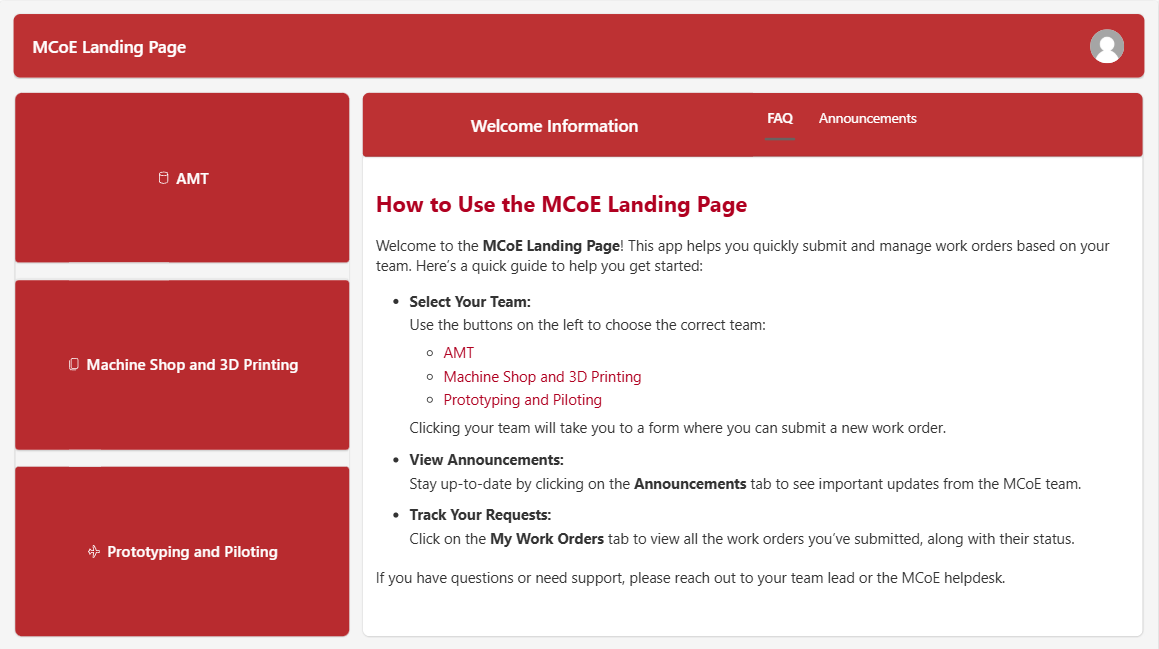 MCoE Landing Page
AMT
Machine Shop and 3D Printing
Prototyping and Piloting
Welcome Information
FAQ
Announcements
How to Use the MCoE Landing Page
Welcome to the MCoE Landing Page! This app helps you quickly submit and manage work orders based on your
team. Here’s a quick guide to help you get started:
• Select Your Team:
Use the buttons on the left to choose the correct team:
◦ AMT
◦ Machine Shop and 3D Printing
◦ Prototyping and Piloting
Clicking your team will take you to a form where you can submit a new work order.
• View Announcements:
Stay up-to-date by clicking on the Announcements tab to see important updates from the MCoE team.
• Track Your Requests:
Click on the My Work Orders tab to view all the work orders you’ve submitted, along with their status.
If you have questions or need support, please reach out to your team lead or the MCoE helpdesk.